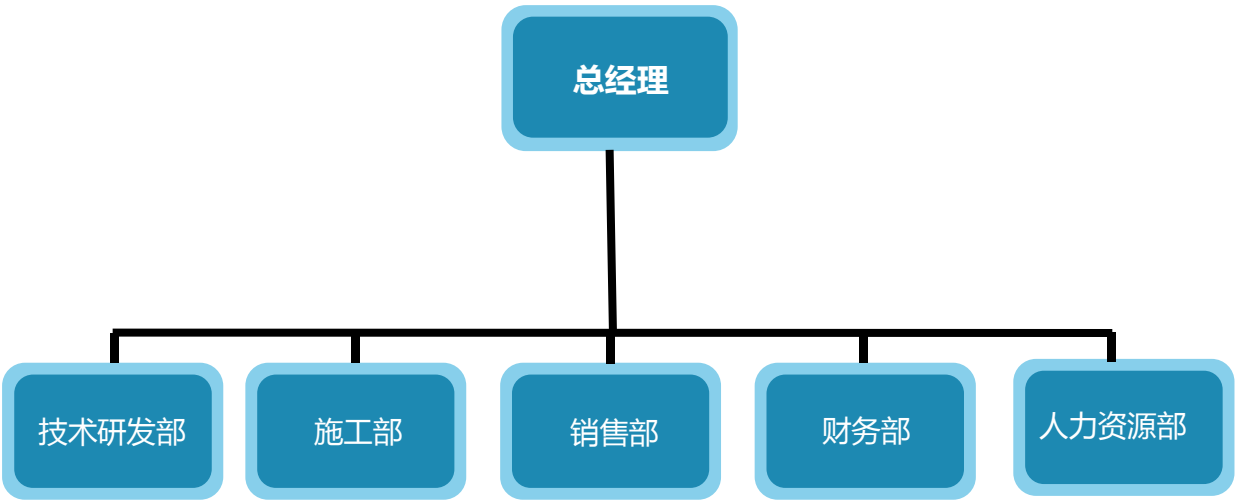 总经理
技术研发部
施工部
销售部
财务部
人力资源部